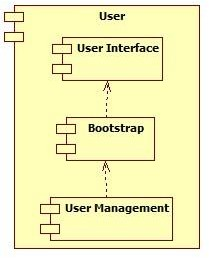 User
User Interface
Bootstrap
User Management